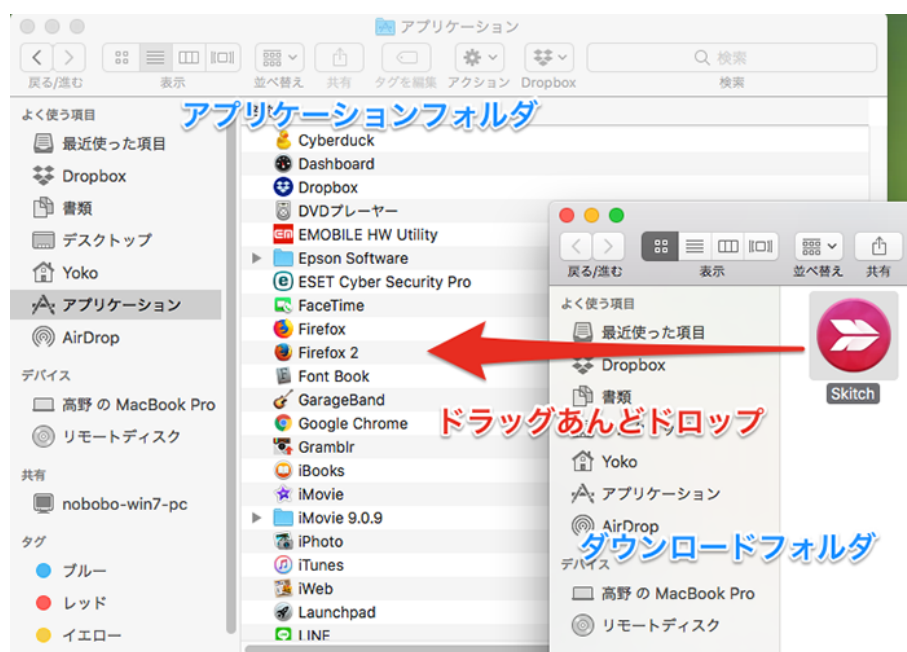 アプリケーション
戻る/進む
表示
並べ替え
共有
タグを編集
アクション
Dropbox
検索
検索
アプリケーションフォルダ
よく使う項目
最近使った項目
Dropbox
書類
デスクトップ
Yoko
アプリケーション
AirDrop
デバイス
高野 の MacBook Pro
リモートディスク
共有
nobobo-win7-pc
タグ
ブルー
レッド
イエロー
Cyberduck
Dashboard
Dropbox
DVDプレーヤー
EMOBILE HW Utility
Epson Software
ESET Cyber Security Pro
FaceTime
Firefox
Firefox 2
Font Book
GarageBand
Google Chrome
Gramblr
iBooks
iMovie
iMovie 9.0.9
iPhoto
iTunes
iWeb
Launchpad
LINE
戻る/進む
表示
並べ替え
共有
よく使う項目
最近使った項目
Dropbox
書類
ドラッグあんどドロップ
Yoko
アプリケーション
AirDrop
ダウンロードフォルダ
デバイス
高野 の MacBook Pro
リモートディスク
Skitch